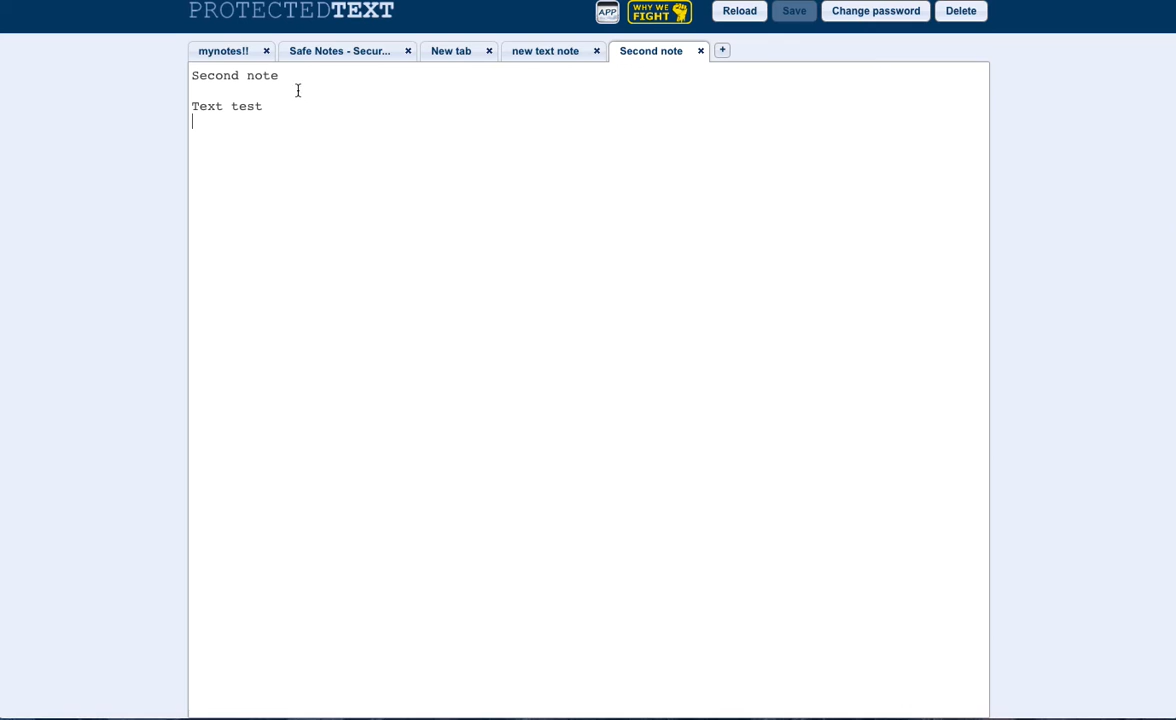 PROTECTEDTEXT
APP
WHY WE
FIGHT
Reload
Save
Change password
Delete
mynotes!! ×
Safe Notes - Secur... ×
New tab ×
new text note ×
Second note ×
+
Second note
Text test